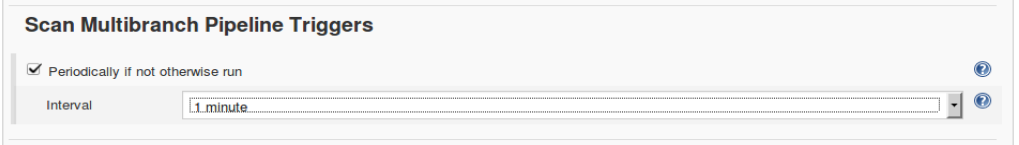 Scan Multibranch Pipeline Triggers
Periodically if not otherwise run
Interval
1 minute